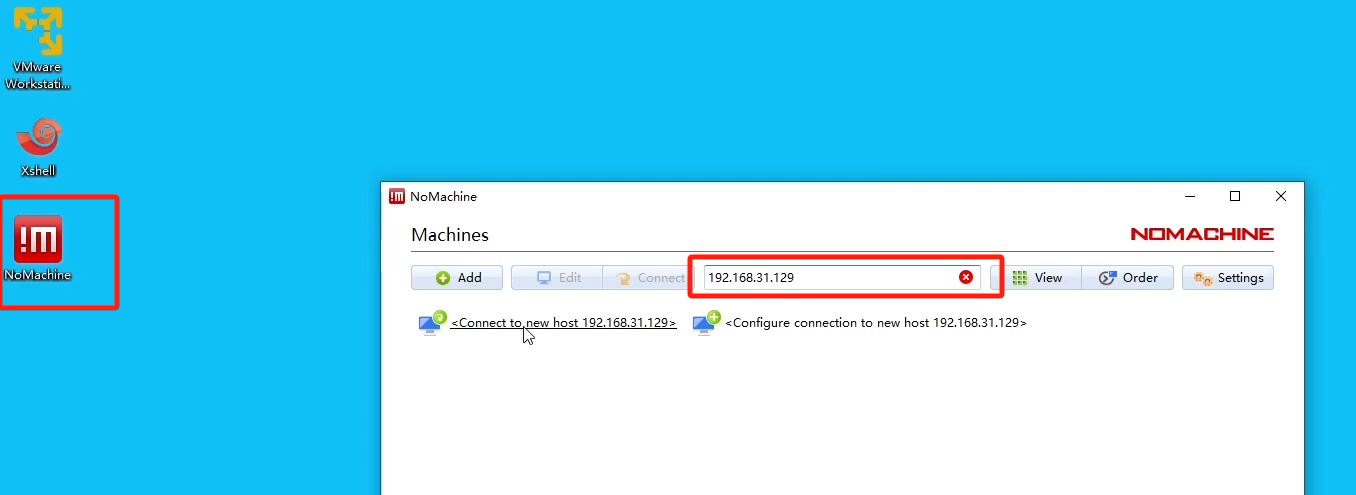 VMware
Workstati...
Xshell
!M
NoMachine
!M NoMachine
Machines
NOMACHINE
Add
Edit
Connect
192.168.31.129
View
Order
Settings
<Connect to new host 192.168.31.129>
<Configure connection to new host 192.168.31.129>